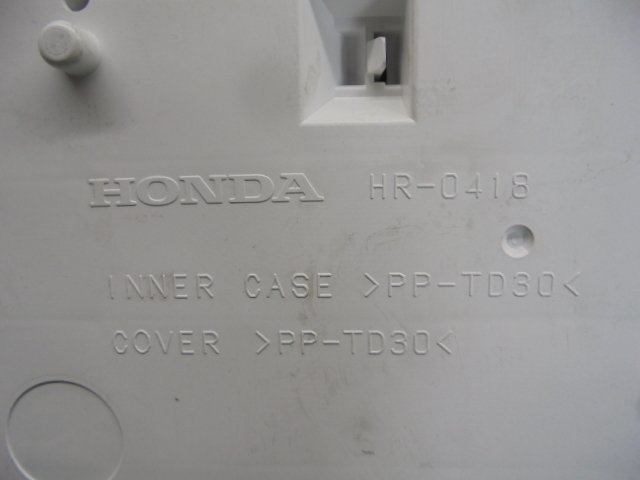 HONDA HR-0418
INNER CASE >PP-TD30<
COVER >PP-TD30<